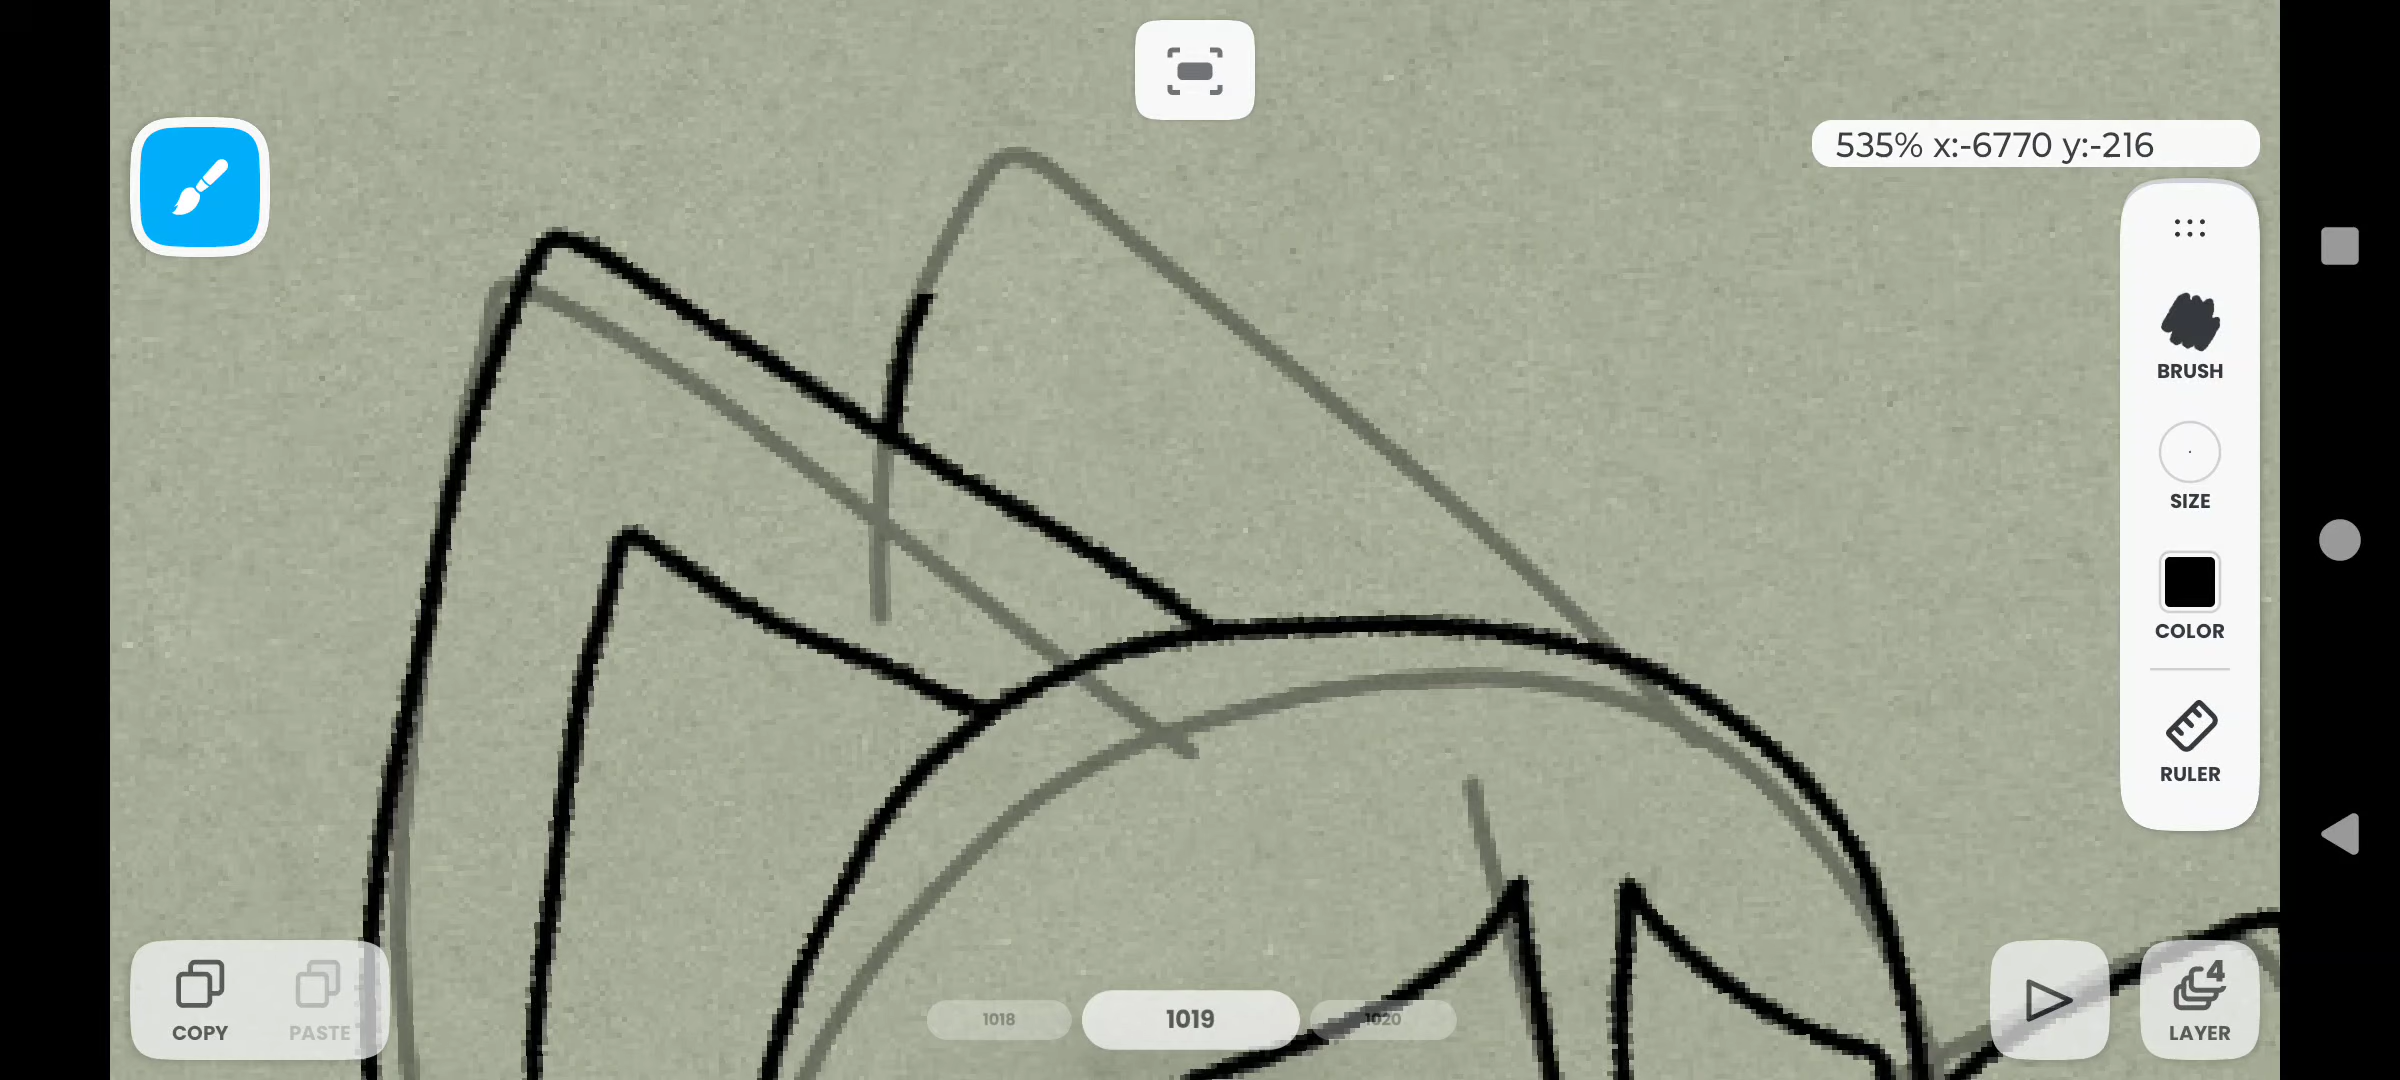 535% x:-6770 y:-216
BRUSH
SIZE
COLOR
RULER
COPY
PASTE
1018
1019
1020
4
LAYER